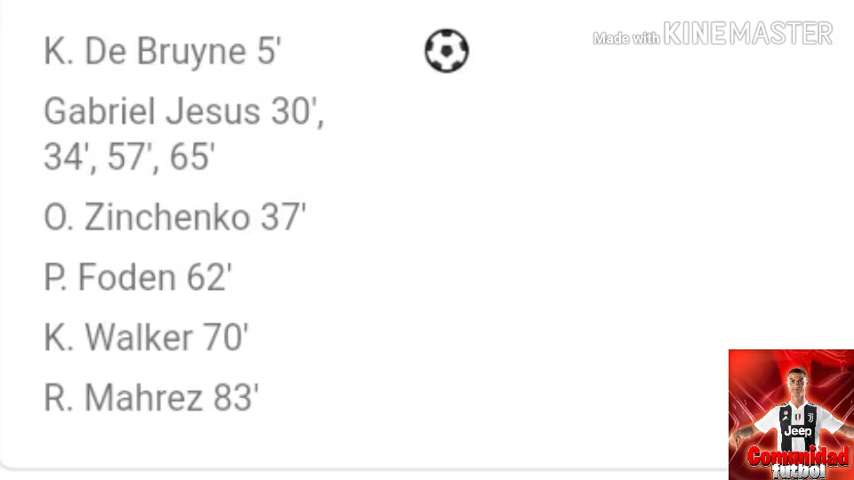 K. De Bruyne 5'
Made with KINEMASTER
Gabriel Jesus 30',
34', 57', 65'
O. Zinchenko 37'
P. Foden 62'
K. Walker 70'
R. Mahrez 83'
Jeep
Comunidad
futbol